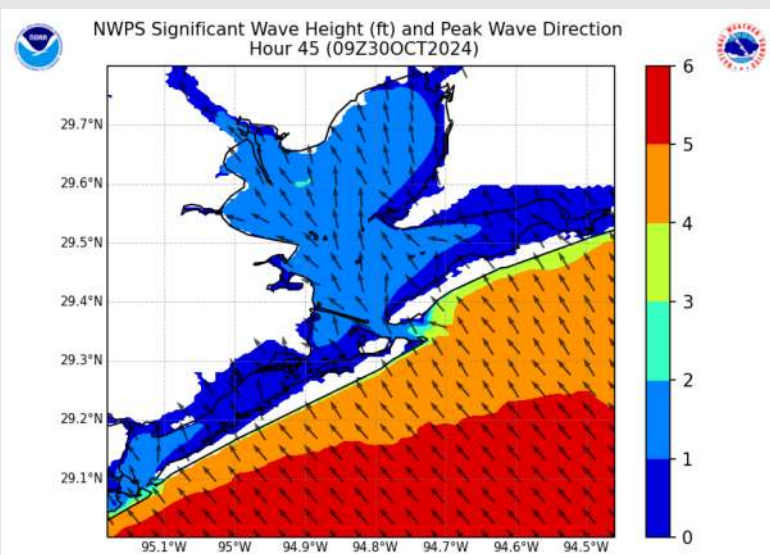 NWPS Significant Wave Height (ft) and Peak Wave Direction
Hour 45 (09Z30OCT2024)
NOAA
29.7°N
29.6°N
29.5°N
29.4°N
29.3°N
29.2°N
29.1°N
95.1°W 95°W 94.9°W 94.8°W 94.7°W 94.6°W 94.5°W
6
5
4
3
2
1
0